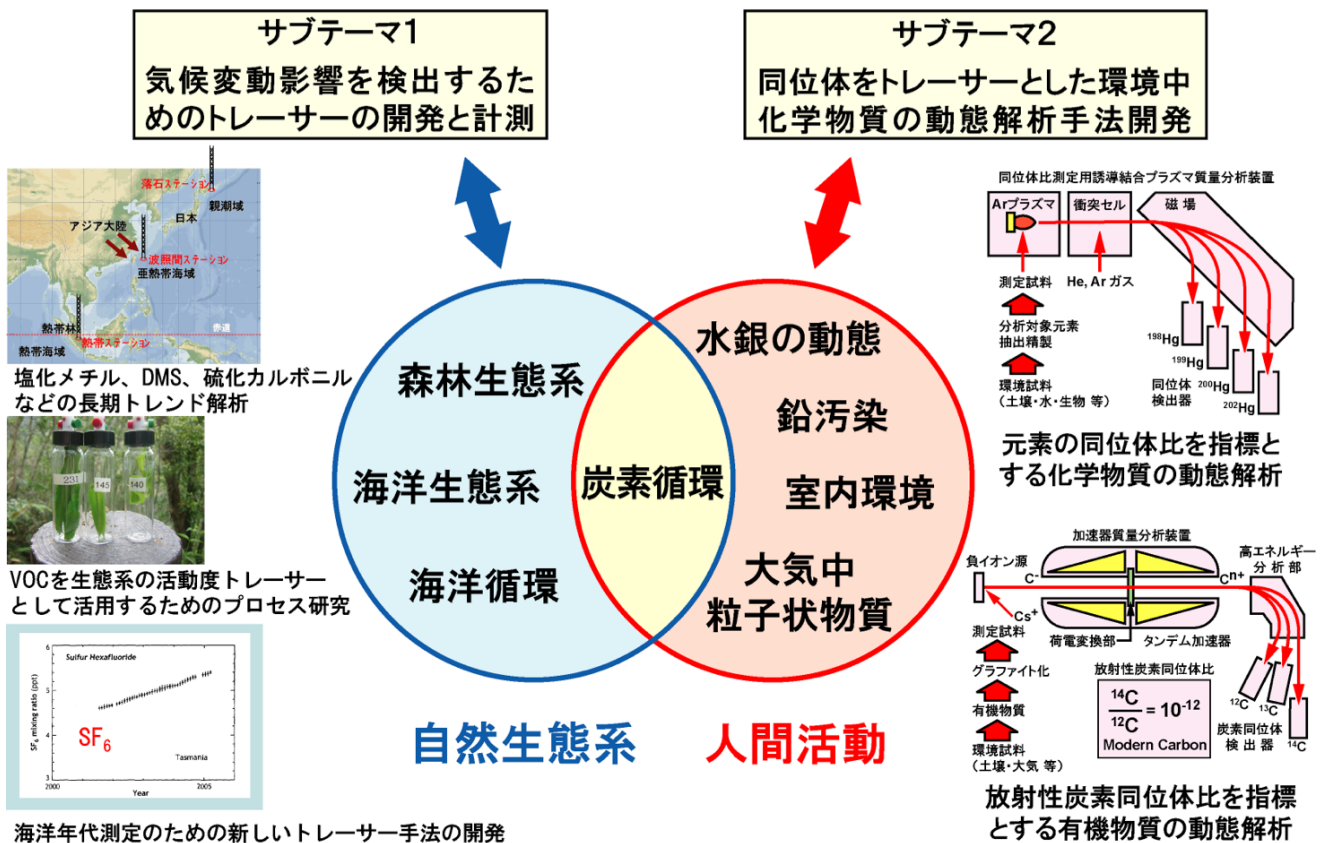 サブテーマ1
気候変動影響を検出するた
めのトレーサーの開発と計測
サブテーマ2
同位体をトレーサーとした環境中
化学物質の動態解析手法開発
落石ステーション
親潮域
日本
アジア大陸
波照間ステーション
亜熱帯海域
熱帯林
赤道
熱帯ステーション
熱帯海域
塩化メチル、DMS、硫化カルボニル
などの長期トレンド解析
231
145
140
VOCを生態系の活動度トレーサー
として活用するためのプロセス研究
Sulfur Hexafluoride
SF6 mixing ratio (ppt)
6
5
4
3
SF6
Tasmania
2000
2005
Year
海洋年代測定のための新しいトレーサー手法の開発
森林生態系
海洋生態系
海洋循環
炭素循環
水銀の動態
鉛汚染
室内環境
大気中
粒子状物質
自然生態系
人間活動
同位体比測定用誘導結合プラズマ質量分析装置
Arプラズマ
衝突セル
磁場
測定試料
He, Ar ガス
分析対象元素
抽出精製
環境試料
(土壌・水・生物 等)
198Hg
199Hg
200Hg
202Hg
同位体
検出器
元素の同位体比を指標と
する化学物質の動態解析
加速器質量分析装置
負イオン源
高エネルギー
分析部
C-
Cn+
Cs+
測定試料
荷電変換部
タンデム加速器
グラファイト化
有機物質
環境試料
(土壌・大気 等)
放射性炭素同位体比
14C
12C
= 10-12
Modern Carbon
12C
13C
14C
炭素同位体
検出器
放射性炭素同位体比を指標
とする有機物質の動態解析